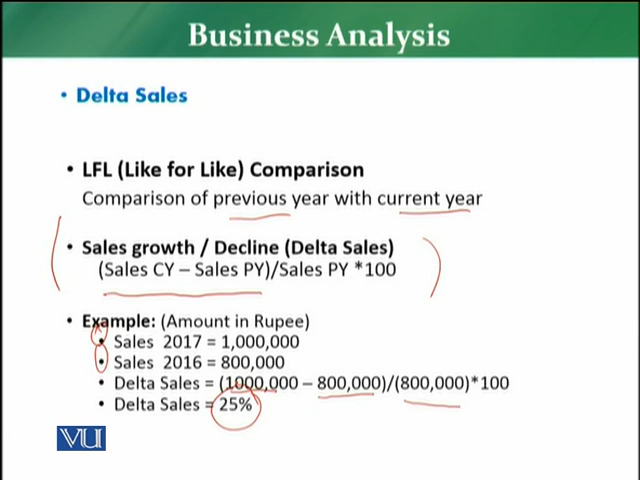 Business Analysis
• Delta Sales
• LFL (Like for Like) Comparison
Comparison of previous year with current year
• Sales growth / Decline (Delta Sales)
(Sales CY – Sales PY)/Sales PY *100
• Example: (Amount in Rupee)
• Sales 2017 = 1,000,000
• Sales 2016 = 800,000
• Delta Sales = (1000,000 – 800,000)/(800,000)*100
• Delta Sales = 25%
VU